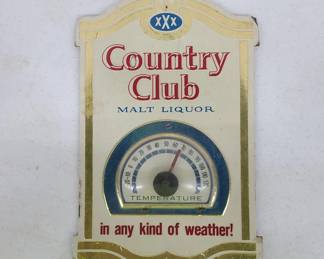 XXX
Country
Club
MALT LIQUOR
TEMPERATURE
in any kind of weather!